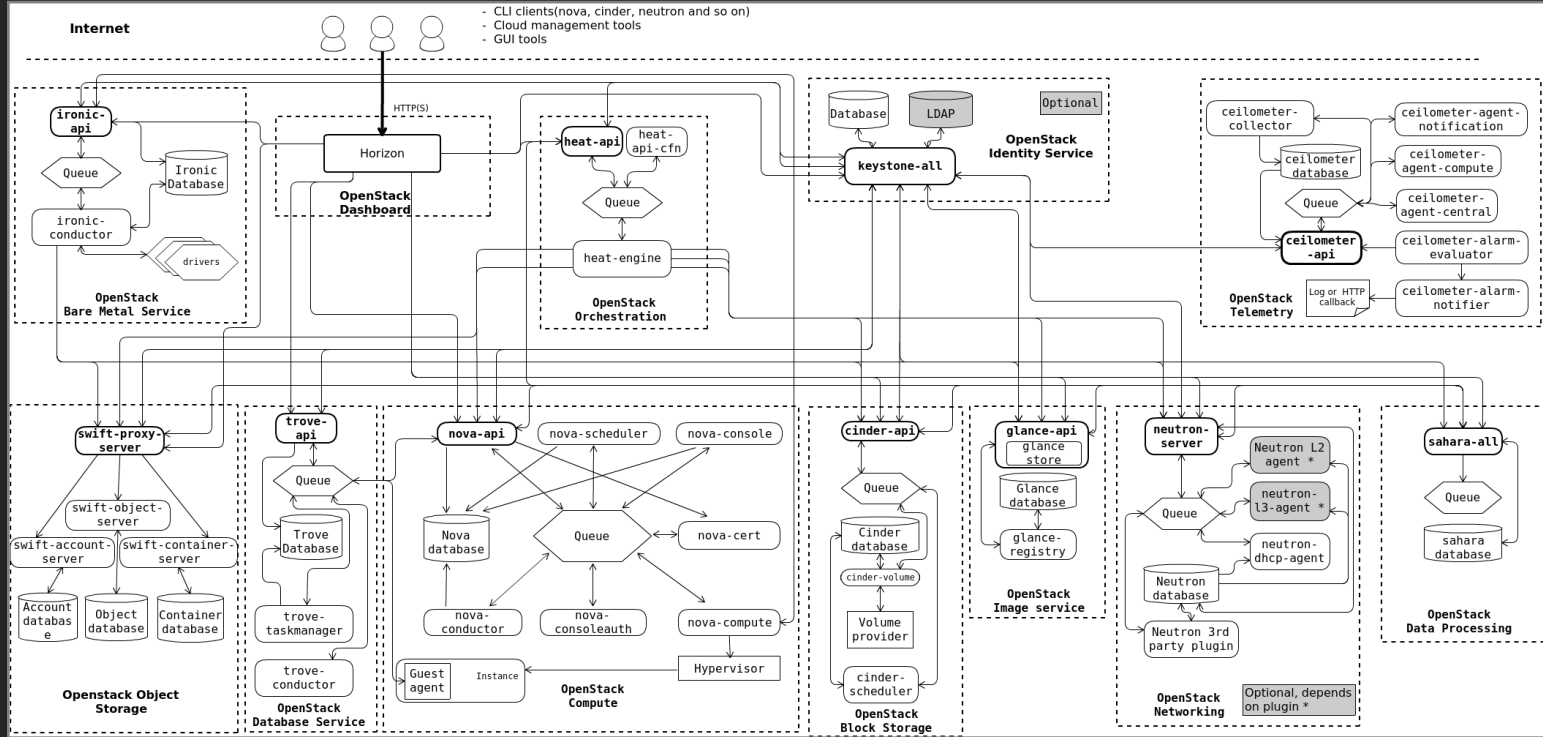 Internet
- CLI clients(nova, cinder, neutron and so on)
- Cloud management tools
- GUI tools
HTTP(S)
ironic-
api
Queue
Ironic
Database
ironic-
conductor
drivers
OpenStack
Bare Metal Service
Horizon
OpenStack
Dashboard
heat-api
heat-
api-cfn
Queue
heat-engine
OpenStack
Orchestration
Database
LDAP
Optional
OpenStack
Identity Service
keystone-all
ceilometer-
collector
ceilometer-agent-
notification
ceilometer
database
ceilometer-
agent-compute
Queue
ceilometer-
agent-central
ceilometer
-api
ceilometer-alarm-
evaluator
Log or HTTP
callback
ceilometer-alarm-
notifier
OpenStack
Telemetry
swift-proxy-
server
swift-object-
server
swift-account-
server
swift-container-
server
Account
databas
e
Object
database
Container
database
Openstack Object
Storage
trove-
api
Queue
Trove
Database
trove-
taskmanager
trove-
conductor
OpenStack
Database Service
nova-api
nova-scheduler
nova-console
Nova
database
Queue
nova-cert
nova-
conductor
nova-
consoleauth
nova-compute
Hypervisor
Guest
agent
Instance
OpenStack
Compute
cinder-api
Queue
Cinder
database
cinder-volume
Volume
provider
cinder-
scheduler
OpenStack
Block Storage
glance-api
glance
store
Glance
database
glance-
registry
OpenStack
Image service
neutron-
server
Neutron L2
agent *
neutron-
l3-agent *
Queue
neutron-
dhcp-agent
Neutron
database
Neutron 3rd
party plugin
OpenStack
Networking
Optional, depends
on plugin *
sahara-all
Queue
sahara
database
OpenStack
Data Processing